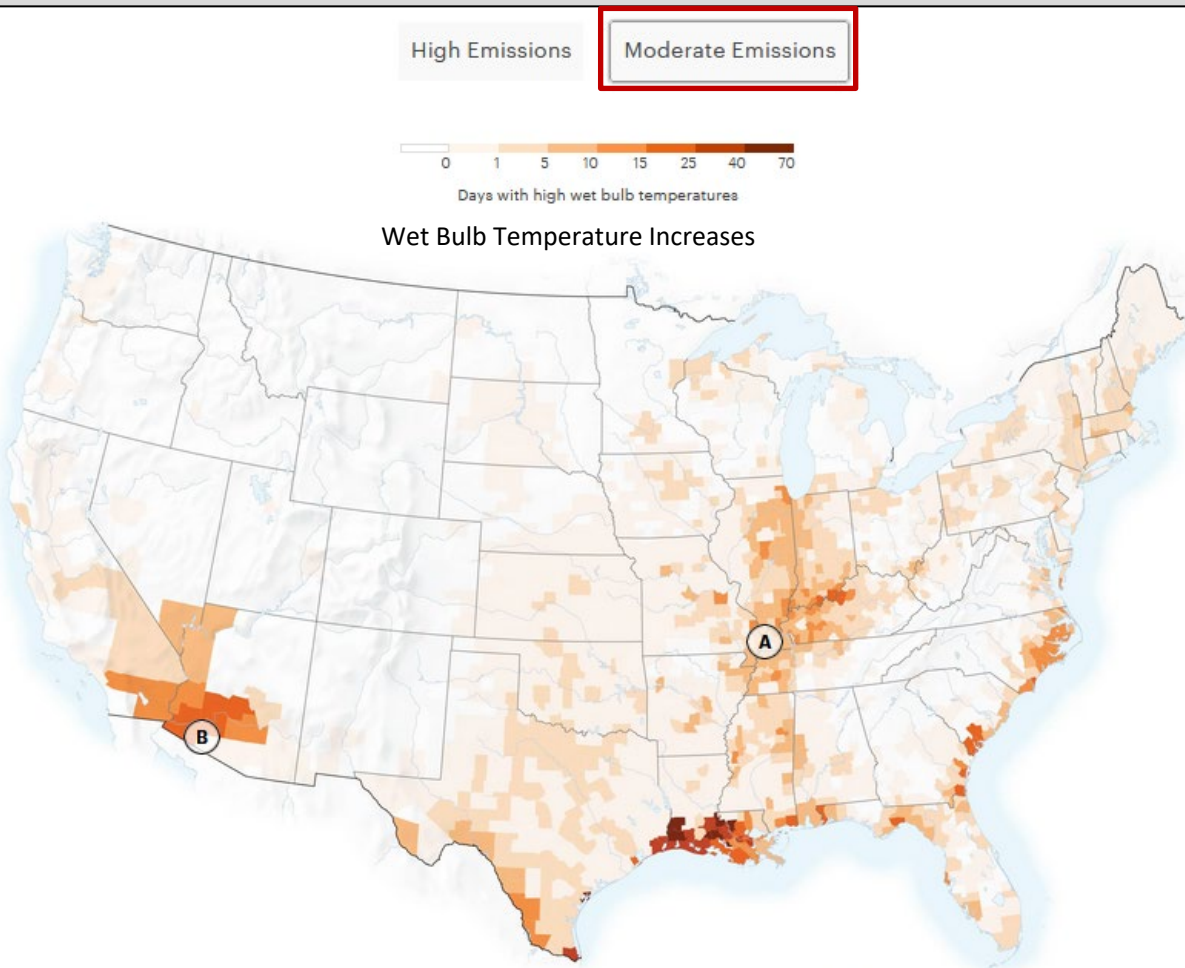 High Emissions Moderate Emissions
0 1 5 10 15 25 40 70
Days with high wet bulb temperatures
Wet Bulb Temperature Increases
A
B